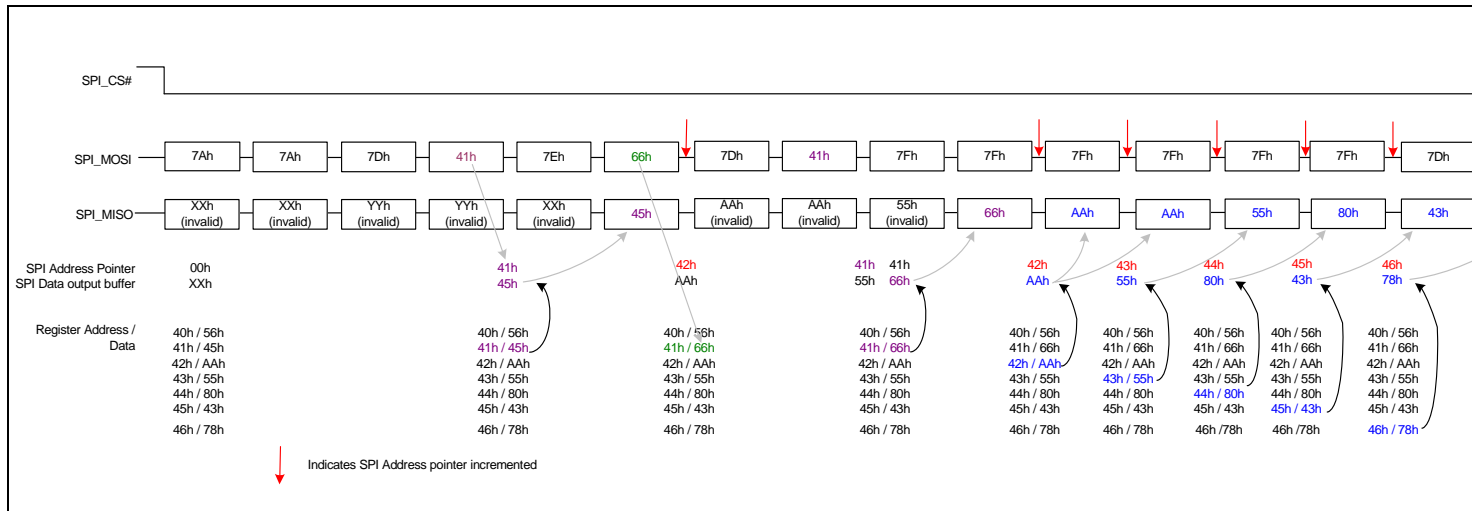 SPI_CS#
SPI_MOSI 7Ah 7Ah 7Dh 41h 7Eh 66h 7Dh 41h 7Fh 7Fh 7Fh 7Fh 7Fh 7Fh 7Dh
SPI_MISO XXh (invalid) XXh (invalid) YYh (invalid) YYh (invalid) XXh (invalid) 45h AAh (invalid) AAh (invalid) 55h (invalid) 66h AAh AAh 55h 80h 43h
SPI Address Pointer 00h 41h 42h 41h 41h 42h 43h 44h 45h 46h
SPI Data output buffer XXh 45h AAh 55h 66h AAh 55h 80h 43h 78h
Register Address / 40h / 56h 40h / 56h 40h / 56h 40h / 56h 40h / 56h 40h / 56h 40h / 56h 40h / 56h 40h / 56h
Data 41h / 45h 41h / 45h 41h / 66h 41h / 66h 41h / 66h 41h / 66h 41h / 66h 41h / 66h 41h / 66h
42h / AAh 42h / AAh 42h / AAh 42h / AAh 42h / AAh 42h / AAh 42h / AAh 42h / AAh 42h / AAh
43h / 55h 43h / 55h 43h / 55h 43h / 55h 43h / 55h 43h / 55h 43h / 55h 43h / 55h 43h / 55h
44h / 80h 44h / 80h 44h / 80h 44h / 80h 44h / 80h 44h / 80h 44h / 80h 44h / 80h 44h / 80h
45h / 43h 45h / 43h 45h / 43h 45h / 43h 45h / 43h 45h / 43h 45h / 43h 45h / 43h 45h / 43h
46h / 78h 46h / 78h 46h / 78h 46h / 78h 46h / 78h 46h / 78h 46h /78h 46h /78h 46h / 78h
Indicates SPI Address pointer incremented